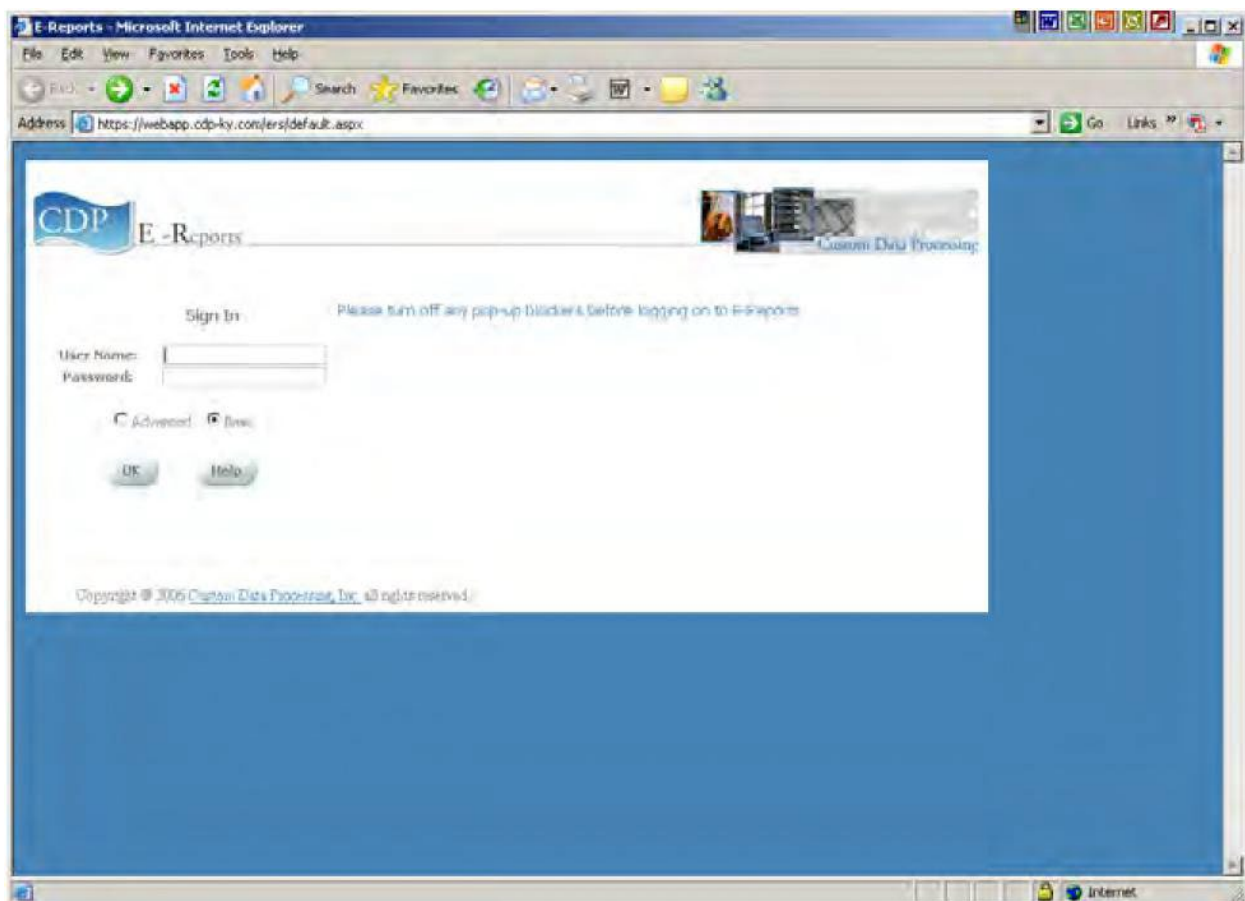 E-Reports - Microsoft Internet Explorer
File Edit View Favorites Tools Help
Back Search Favorites
Address https://webapp.cdp-ky.com/ers/default.aspx Go Links »
CDP E-Reports
Custom Data Processing
Sign In
Please turn off any pop-up blockers before logging on to E-Reports
User Name:
Password:
Advanced Basic
OK Help
Copyright © 2006 Custom Data Processing, Inc. all rights reserved.
Internet